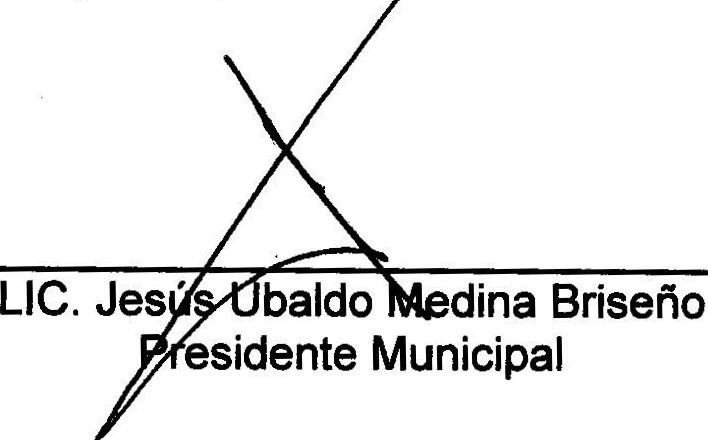 LIC. Jesús Ubaldo Medina Briseño
Presidente Municipal